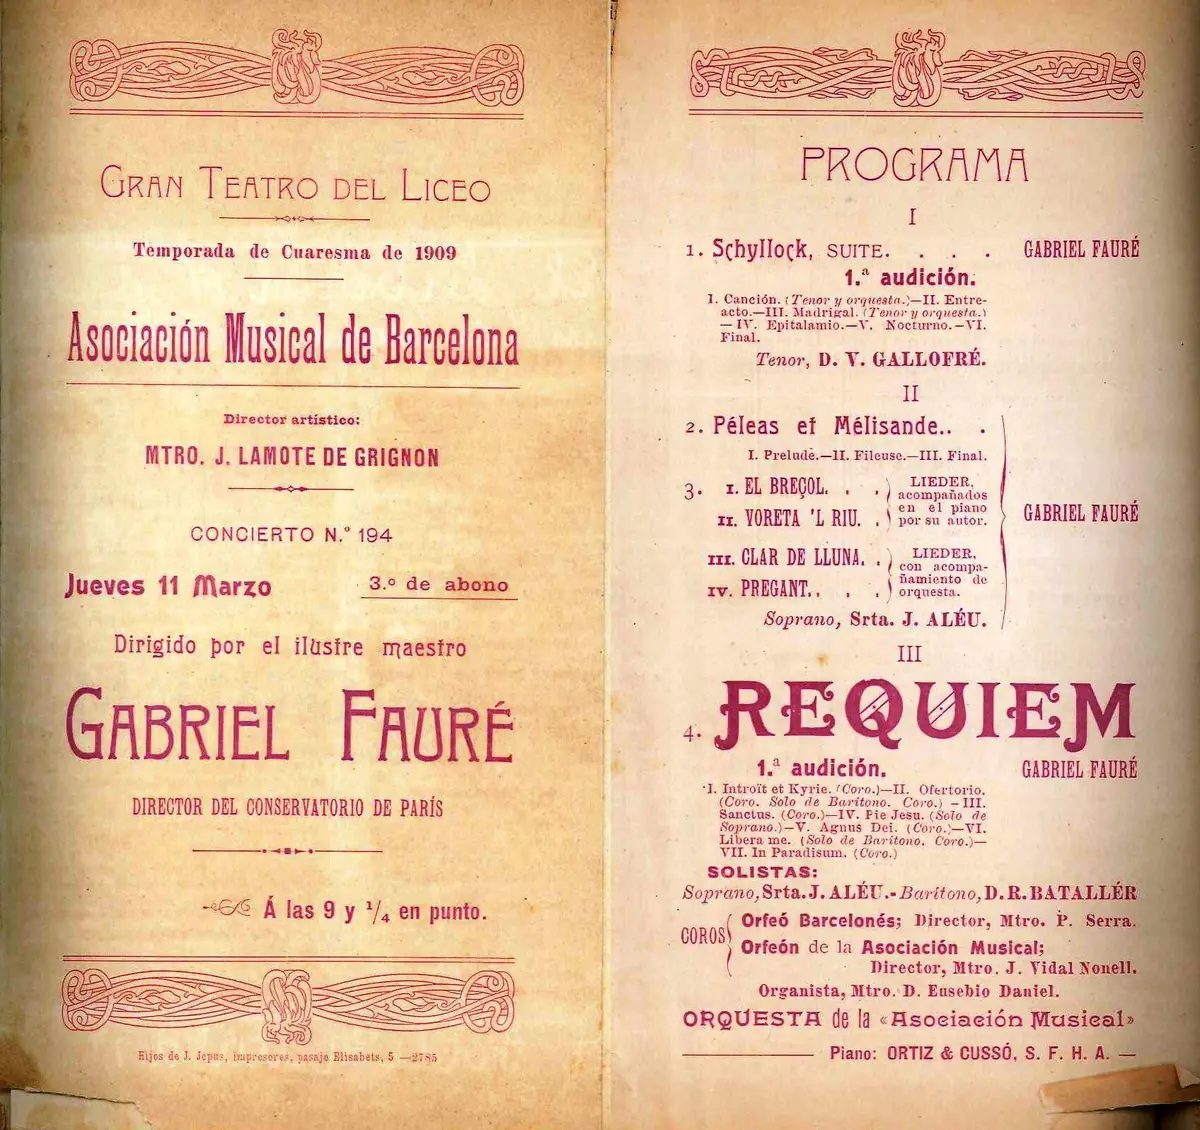 GRAN TEATRO DEL LICEO
Temporada de Cuaresma de 1909
Asociación Musical de Barcelona
Director artístico:
MTRO. J. LAMOTE DE GRIGNON
CONCIERTO N.º 194
Jueves 11 Marzo
3.º de abono
Dirigido por el ilustre maestro
GABRIEL FAURÉ
DIRECTOR DEL CONSERVATORIO DE PARÍS
Á las 9 y 1/4 en punto.
Hijos de J. Jepus, impresores, pasaje Elisabets, 5 —2785
PROGRAMA
I
1. Schyllock, SUITE. . . . GABRIEL FAURÉ
1.ª audición.
I. Canción. (Tenor y orquesta.)—II. Entre-
acto.—III. Madrigal. (Tenor y orquesta.)
—IV. Epitalamio.—V. Nocturno.—VI.
Final.
Tenor, D. V. GALLOFRÉ.
II
2. Péleas et Mélisande.. .
I. Prelude.—II. Fileuse.—III. Final.
3. I. EL BREÇOL. . .
II. VORETA 'L RIU. .
LIEDER,
acompañados
en el piano
por su autor.
GABRIEL FAURÉ
III. CLAR DE LLUNA. .
IV. PREGANT.. . .
LIEDER,
con acompa-
ñamiento de
orquesta.
Soprano, Srta. J. ALÉU.
III
4. REQUIEM
1.ª audición. GABRIEL FAURÉ
I. Introït et Kyrie. (Coro.)—II. Ofertorio.
(Coro. Solo de Barítono. Coro.)—III.
Sanctus. (Coro.)—IV. Pie Jesu. (Solo de
Soprano.)—V. Agnus Dei. (Coro.)—VI.
Libera me. (Solo de Barítono. Coro.)—
VII. In Paradisum. (Coro.)
SOLISTAS:
Soprano, Srta. J. ALÉU.-Barítono, D. R. BATALLÉR
COROS
Orfeó Barcelonés; Director, Mtro. P. Serra.
Orfeón de la Asociación Musical;
Director, Mtro. J. Vidal Nonell.
Organista, Mtro. D. Eusebio Daniel.
ORQUESTA de la «Asociación Musical»
Piano: ORTIZ & CUSSÓ, S. F. H. A. —